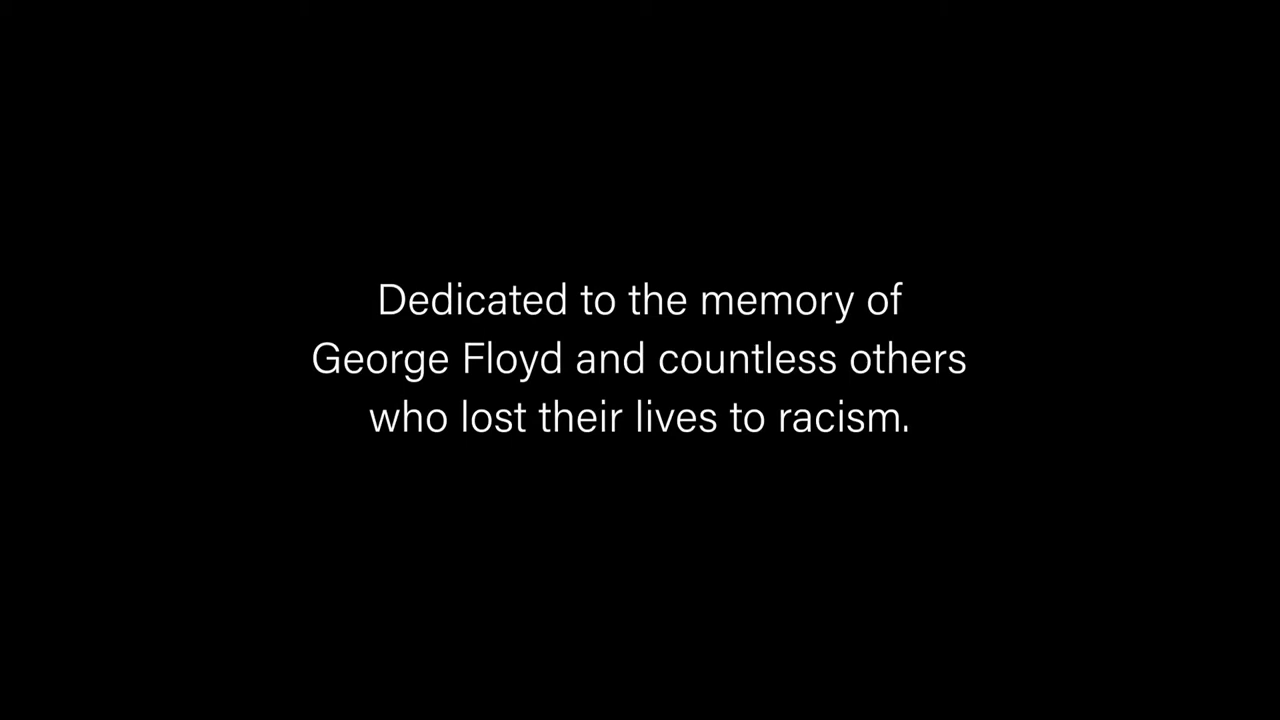 Dedicated to the memory of
George Floyd and countless others
who lost their lives to racism.